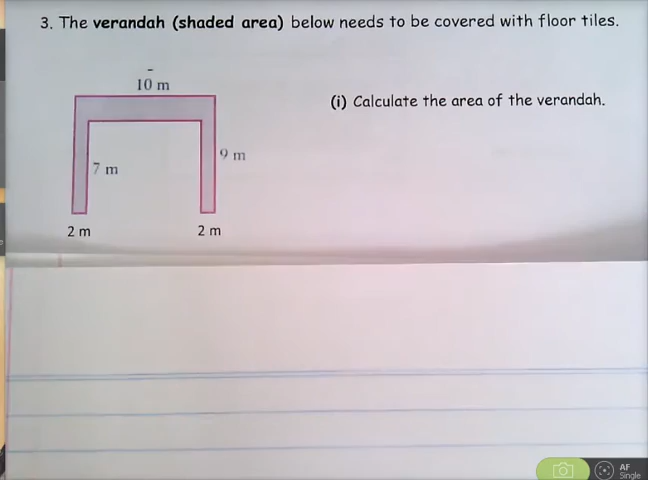 3. The verandah (shaded area) below needs to be covered with floor tiles.
10 m
(i) Calculate the area of the verandah.
9 m
7 m
2 m
2 m
AF
Single